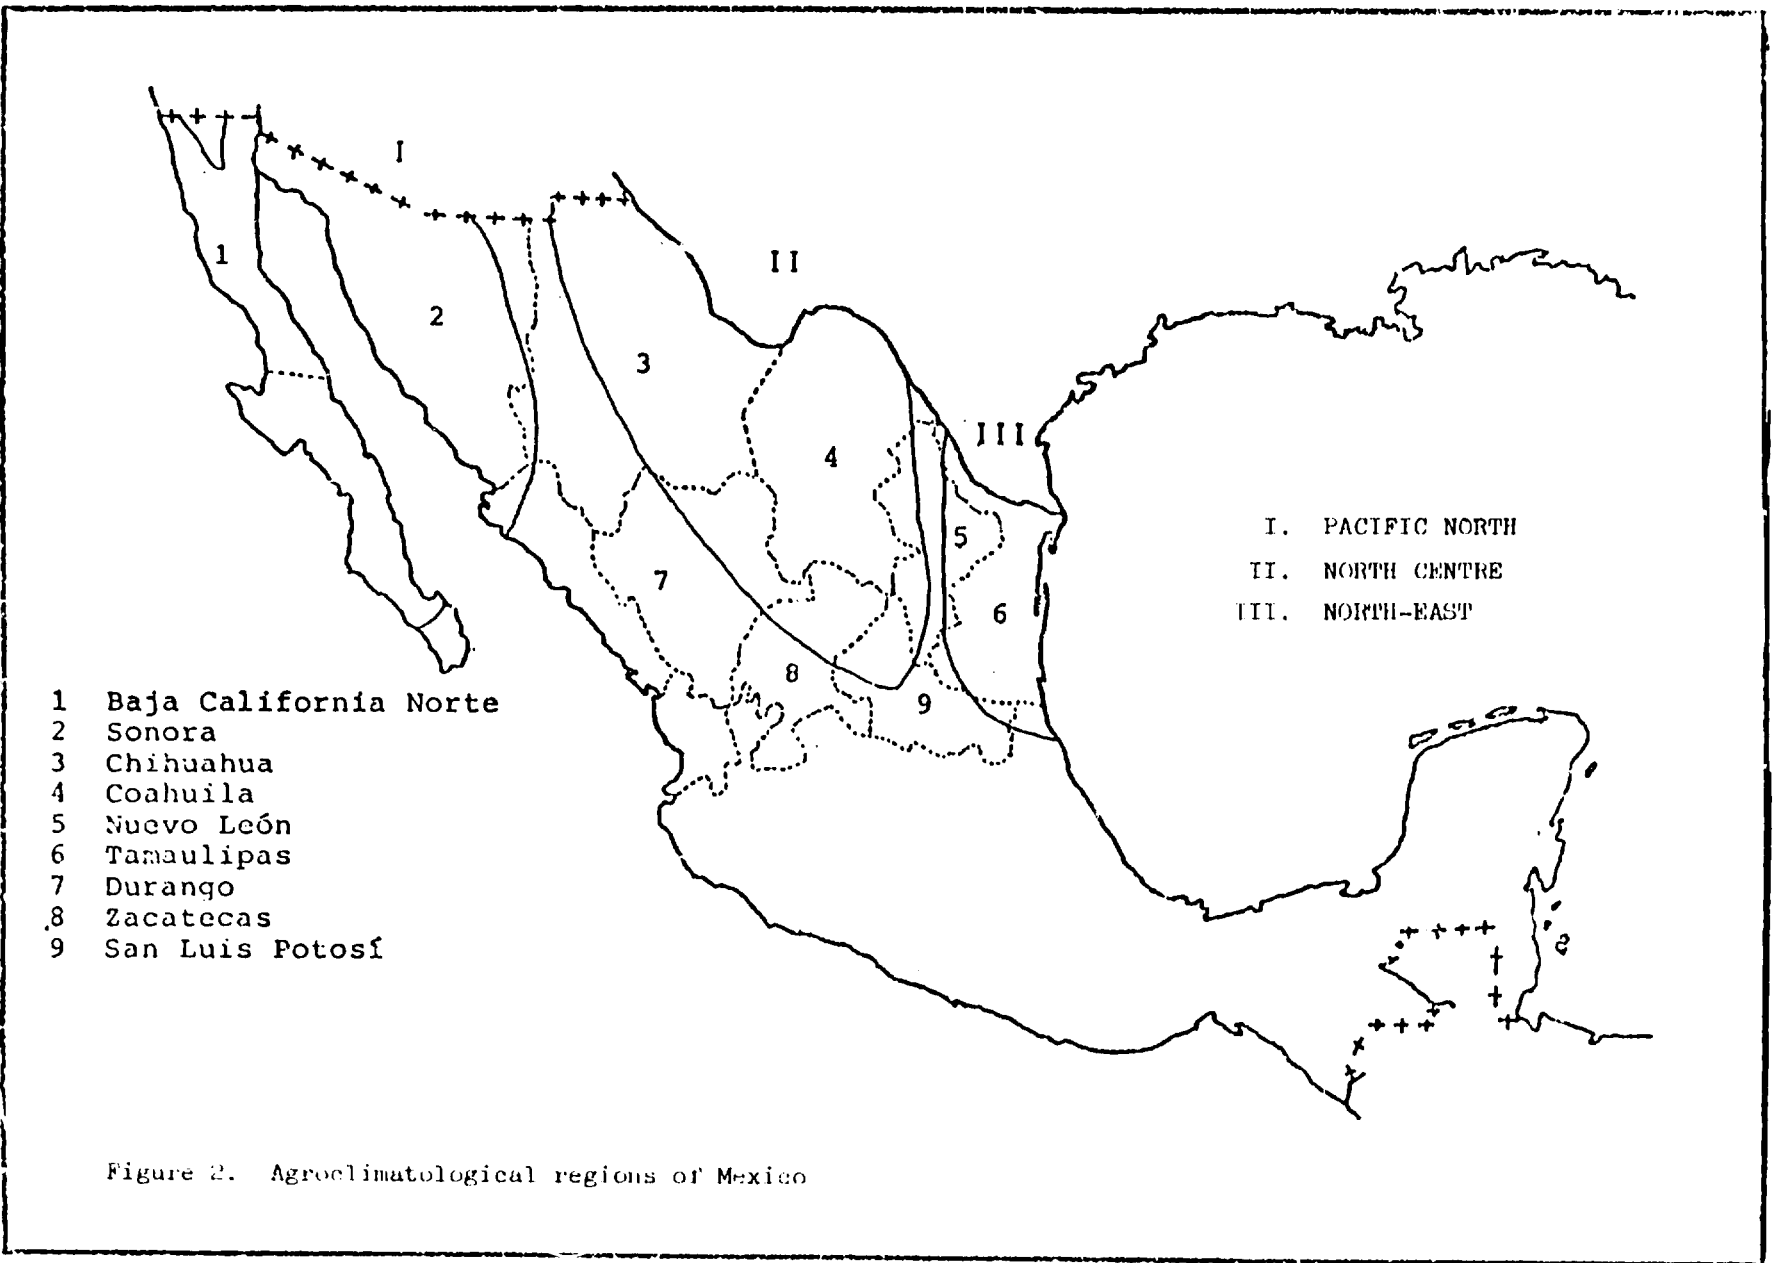 I
II
1
2
3
III
4
5
I. PACIFIC NORTH
II. NORTH CENTRE
III. NORTH-EAST
7
6
8
9
1 Baja California Norte
2 Sonora
3 Chihuahua
4 Coahuila
5 Nuevo León
6 Tamaulipas
7 Durango
8 Zacatecas
9 San Luis Potosí
Figure 2. Agroclimatological regions of Mexico